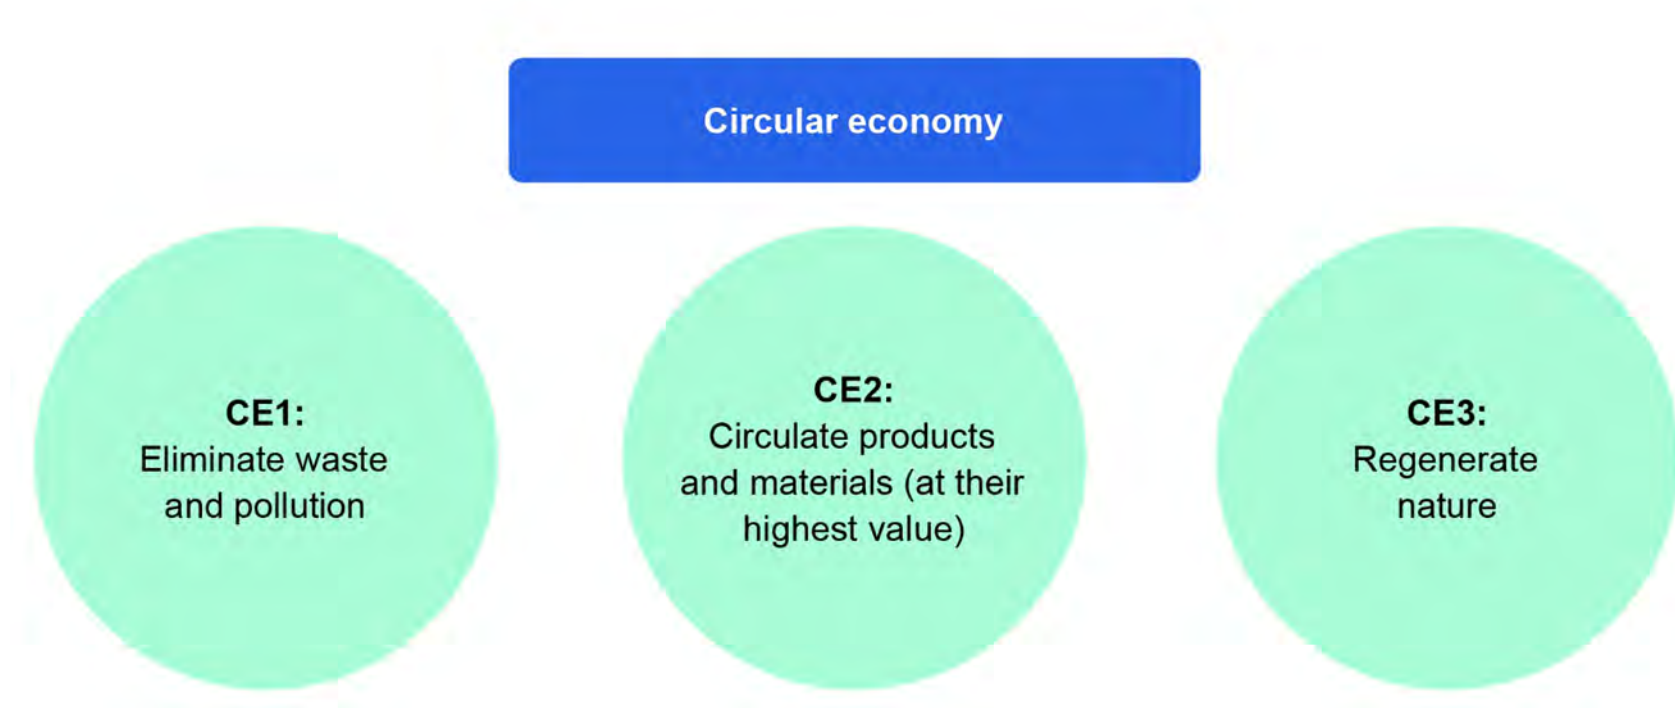 Circular economy
CE1:
Eliminate waste
and pollution
CE2:
Circulate products
and materials (at their
highest value)
CE3:
Regenerate
nature